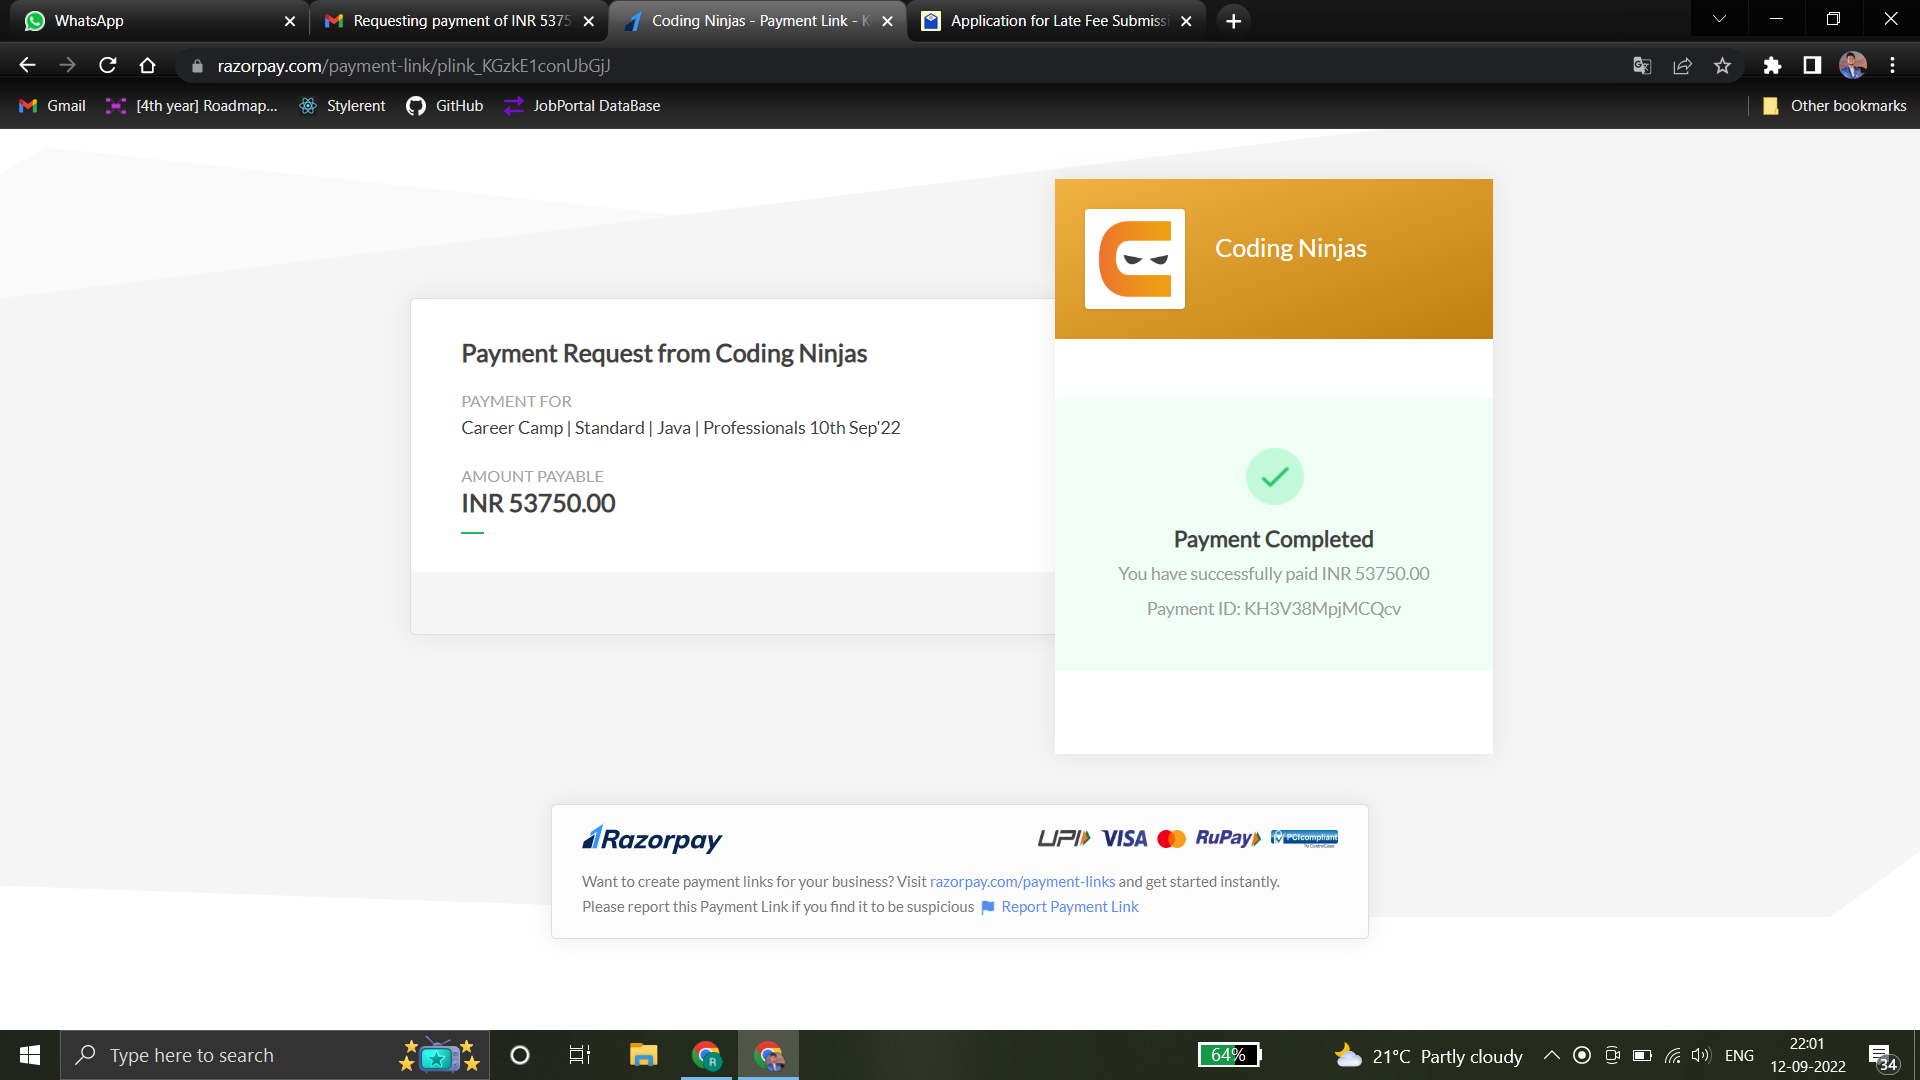 WhatsApp
Requesting payment of INR 5375
Coding Ninjas - Payment Link - K
Application for Late Fee Submissi
razorpay.com/payment-link/plink_KGzkE1conUbGjJ
Gmail
[4th year] Roadmap...
Stylerent
GitHub
JobPortal DataBase
Other bookmarks
Coding Ninjas
Payment Request from Coding Ninjas
PAYMENT FOR
Career Camp | Standard | Java | Professionals 10th Sep'22
AMOUNT PAYABLE
INR 53750.00
Payment Completed
You have successfully paid INR 53750.00
Payment ID: KH3V38MpjMCQcv
Razorpay
UPI VISA RuPay PCIcompliant
Want to create payment links for your business? Visit razorpay.com/payment-links and get started instantly.
Please report this Payment Link if you find it to be suspicious Report Payment Link
Type here to search
R
64%
21°C Partly cloudy
ENG
22:01
12-09-2022
34